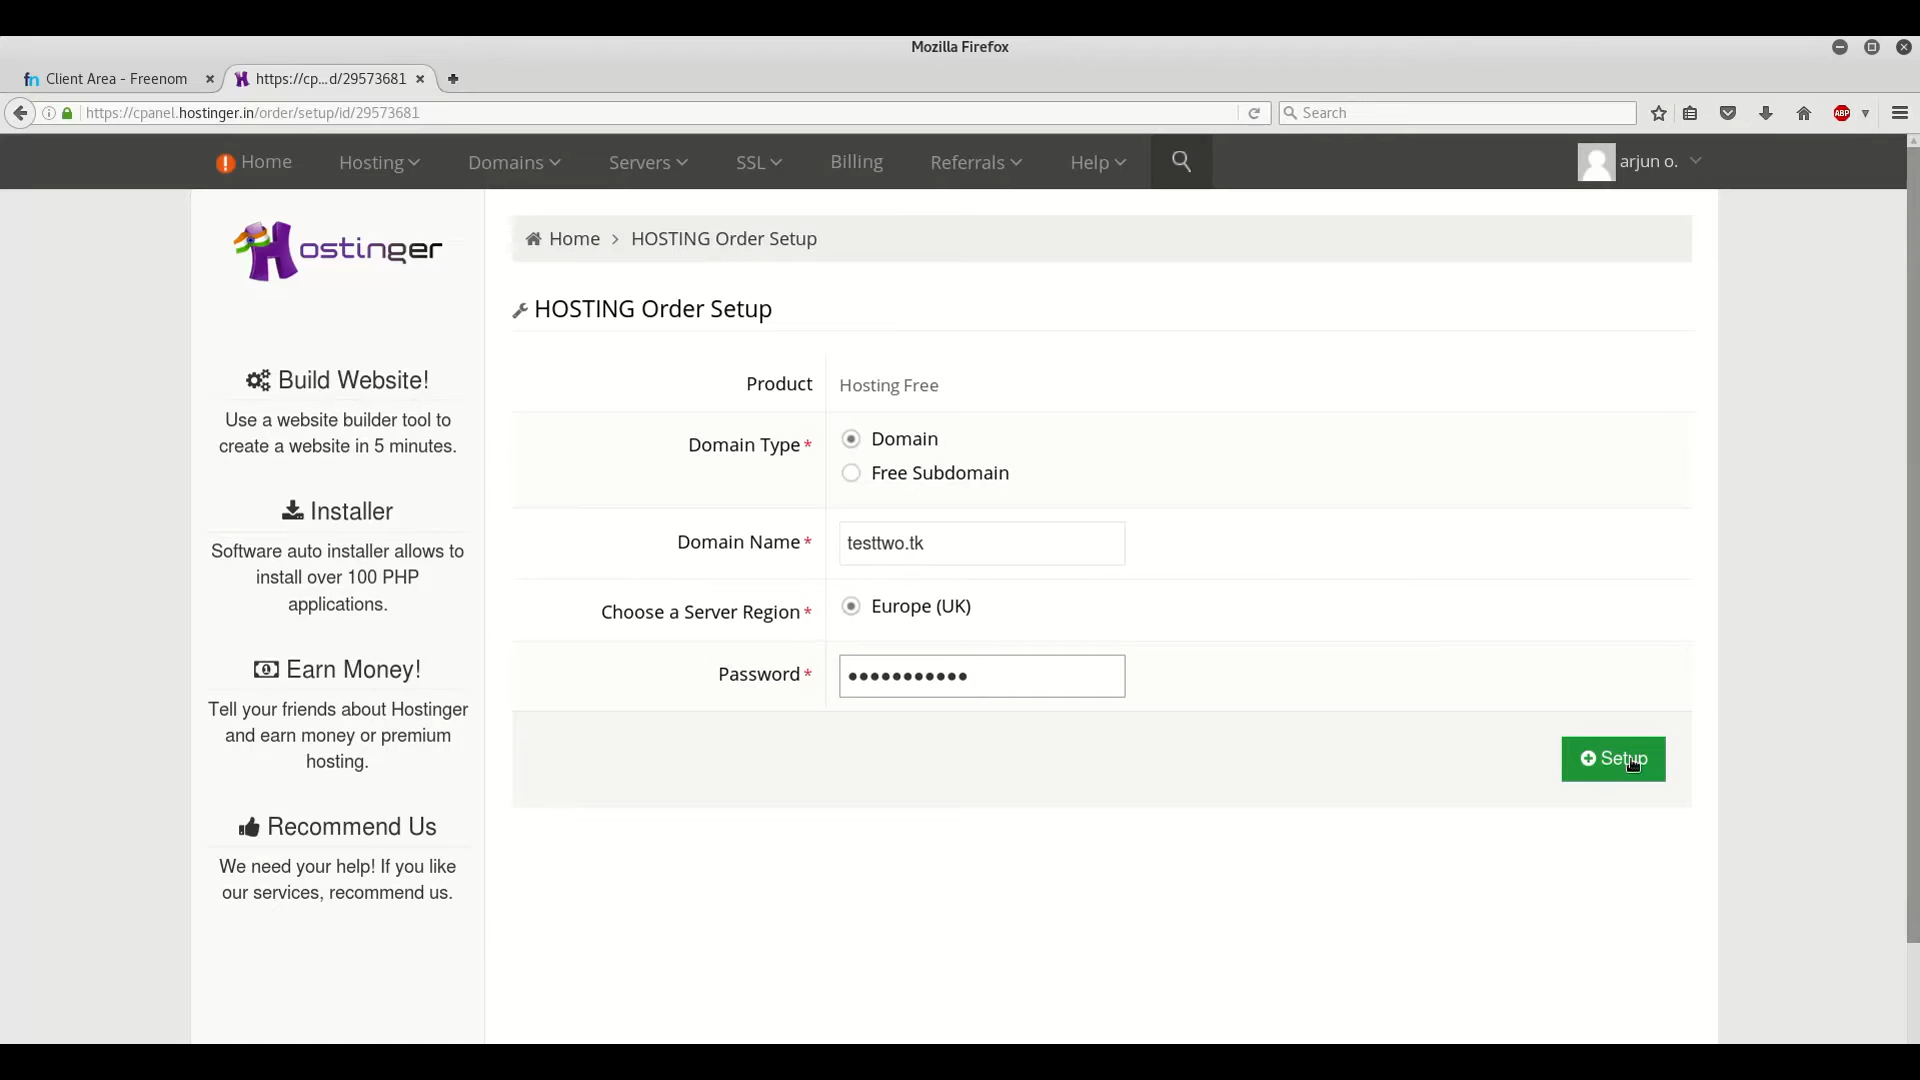 Mozilla Firefox
Client Area - Freenom
https://cp...d/29573681
https://cpanel.hostinger.in/order/setup/id/29573681
Search
ABP
Home
Hosting
Domains
Servers
SSL
Billing
Referrals
Help
arjun o.
Hostinger
Home > HOSTING Order Setup
HOSTING Order Setup
Build Website!
Use a website builder tool to
create a website in 5 minutes.
Installer
Software auto installer allows to
install over 100 PHP
applications.
Earn Money!
Tell your friends about Hostinger
and earn money or premium
hosting.
Recommend Us
We need your help! If you like
our services, recommend us.
Product
Hosting Free
Domain Type*
Domain
Free Subdomain
Domain Name*
testtwo.tk
Choose a Server Region*
Europe (UK)
Password*
•••••••••••
Setup